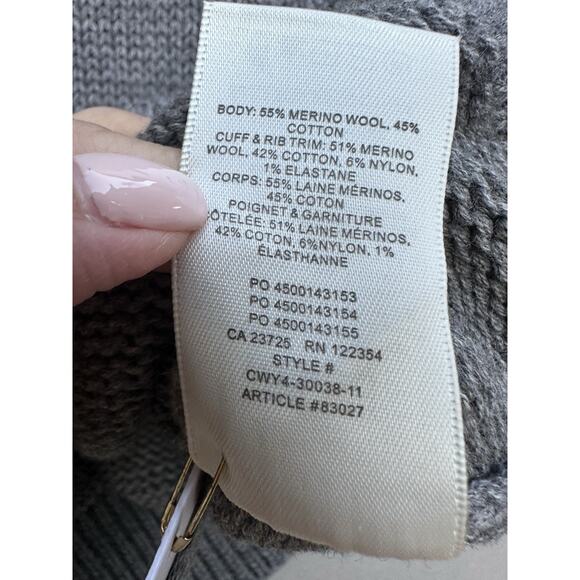 BODY: 55% MERINO WOOL, 45%
COTTON
CUFF & RIB TRIM: 51% MERINO
WOOL, 42% COTTON, 6% NYLON,
1% ELASTANE
CORPS: 55% LAINE MÉRINOS,
45% COTON
POIGNET & GARNITURE
CÔTELÉE: 51% LAINE MÉRINOS,
42% COTON, 6%NYLON, 1%
ÉLASTHANNE
PO 4500143153
PO 4500143154
PO 4500143155
CA 23725 RN 122354
STYLE #
CWY4-30038-11
ARTICLE #83027